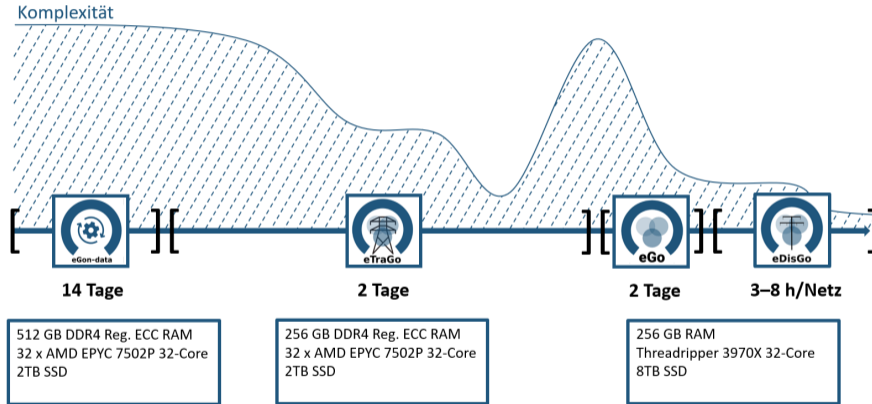 Komplexität
eGon-data
eTraGo
eGo
eDisGo
14 Tage
2 Tage
2 Tage
3–8 h/Netz
512 GB DDR4 Reg. ECC RAM
32 x AMD EPYC 7502P 32-Core
2TB SSD
256 GB DDR4 Reg. ECC RAM
32 x AMD EPYC 7502P 32-Core
2TB SSD
256 GB RAM
Threadripper 3970X 32-Core
8TB SSD